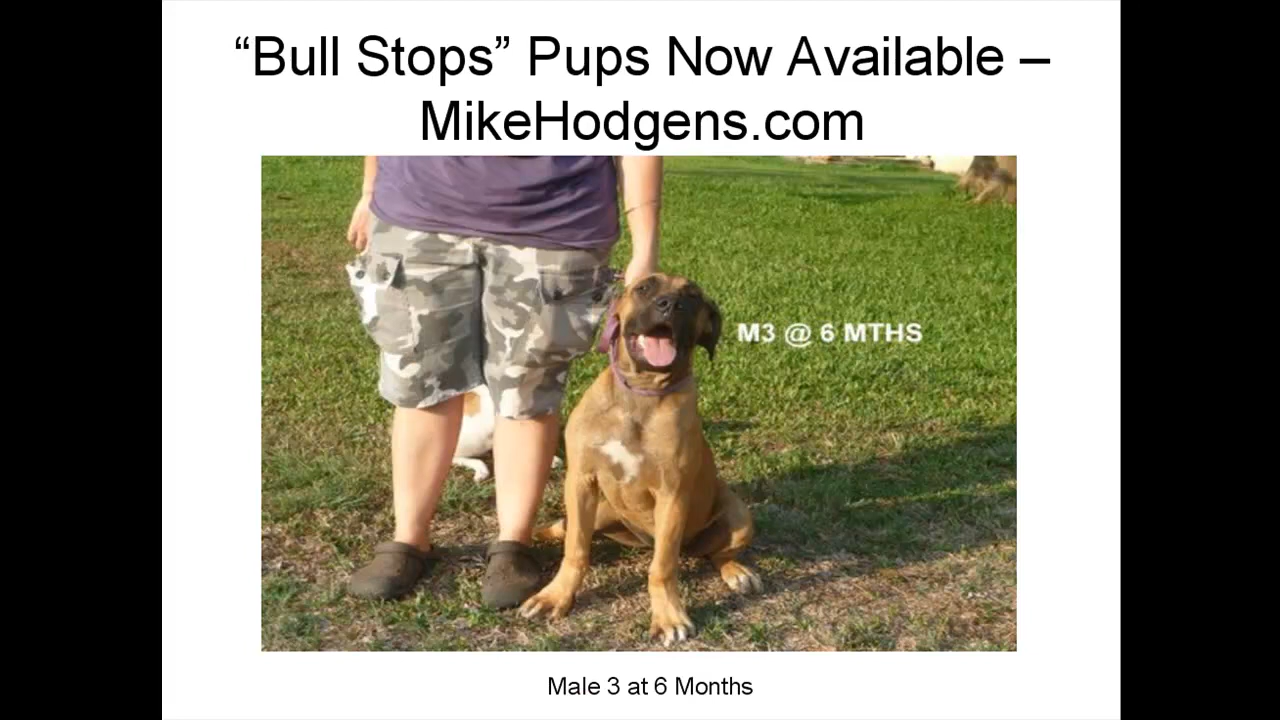 “Bull Stops” Pups Now Available –
MikeHodgens.com
M3 @ 6 MTHS
Male 3 at 6 Months